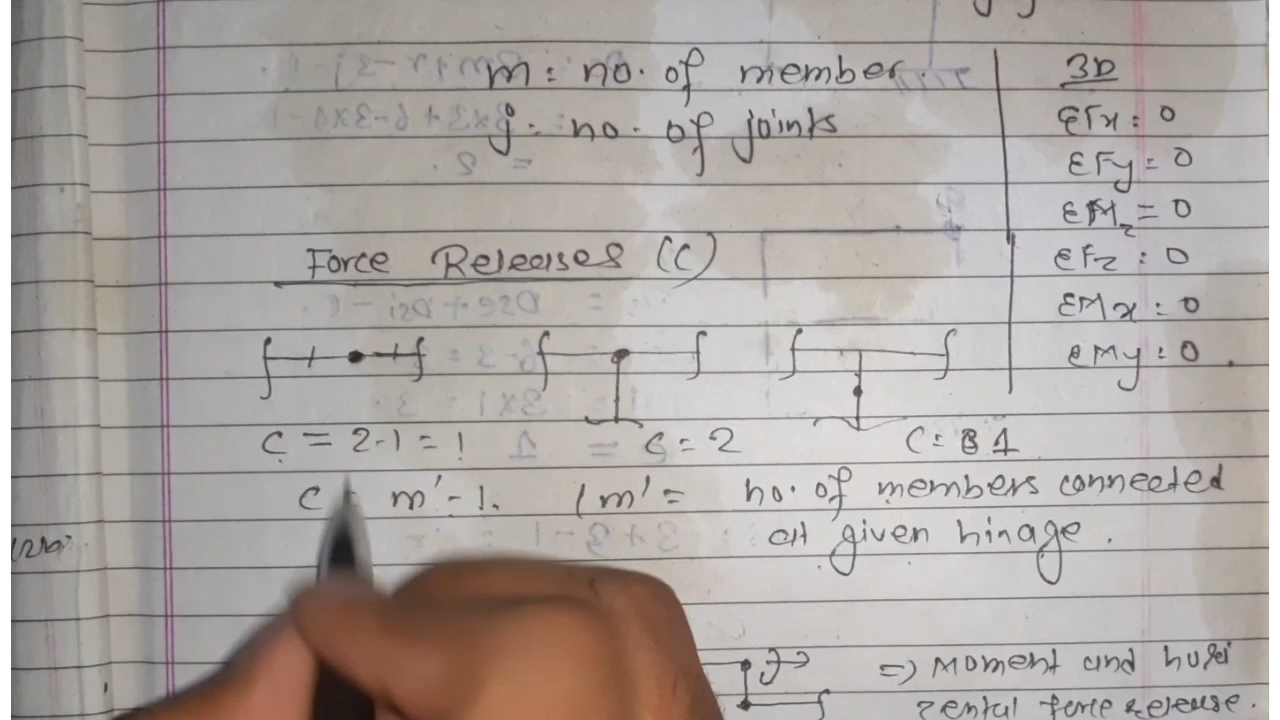 m = no. of member.
j = no. of joints
3D
ΣFx = 0
ΣFy = 0
ΣMz = 0
ΣFz = 0
ΣMx = 0
ΣMy = 0
Force Releases (C)
C = 2-1 = 1
C = 2
C = 1
C = m' - 1. (m' = no. of members connected
at given hinage.
=> Moment and hori
zental force release.